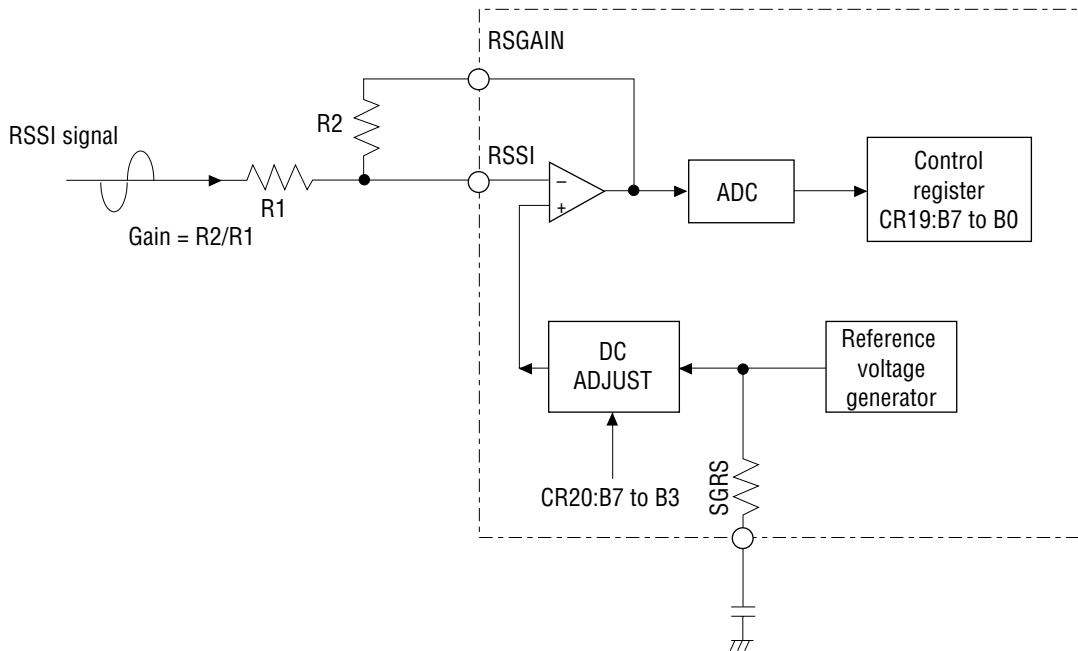 RSGAIN
R2
RSSI signal
RSSI
R1
Gain = R2/R1
−
+
ADC
Control
register
CR19:B7 to B0
DC
ADJUST
Reference
voltage
generator
CR20:B7 to B3
SGRS